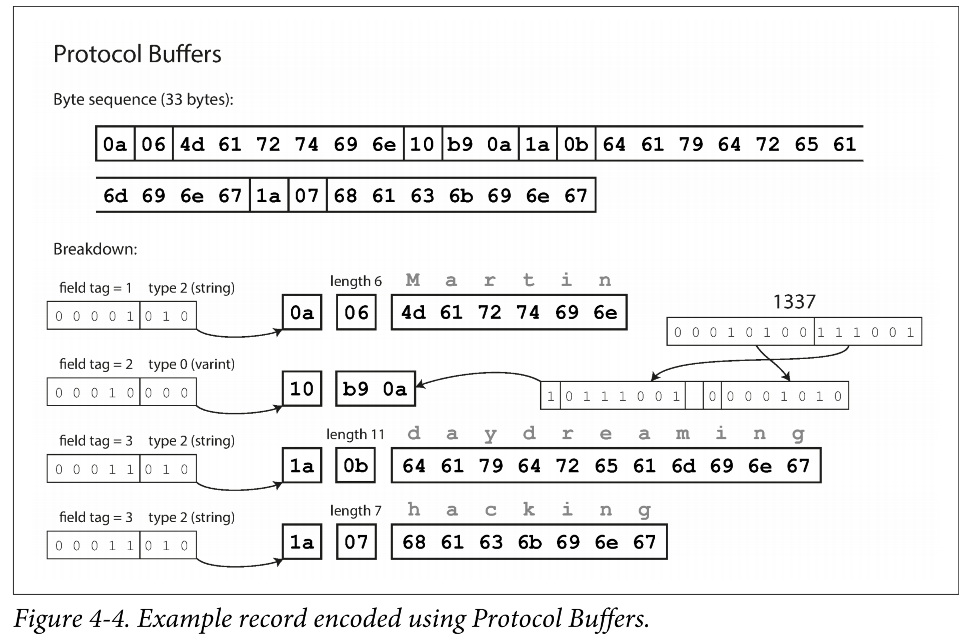 Protocol Buffers
Byte sequence (33 bytes):
0a 06 4d 61 72 74 69 6e 10 b9 0a 1a 0b 64 61 79 64 72 65 61
6d 69 6e 67 1a 07 68 61 63 6b 69 6e 67
Breakdown:
field tag = 1 type 2 (string) length 6 M a r t i n
0 0 0 0 1 0 1 0 0a 06 4d 61 72 74 69 6e
1337
0 0 0 1 0 1 0 0 1 1 1 0 0 1
field tag = 2 type 0 (varint)
0 0 0 1 0 0 0 0 10 b9 0a 1 0 1 1 1 0 0 1 0 0 0 0 1 0 1 0
field tag = 3 type 2 (string) length 11 d a y d r e a m i n g
0 0 0 1 1 0 1 0 1a 0b 64 61 79 64 72 65 61 6d 69 6e 67
field tag = 3 type 2 (string) length 7 h a c k i n g
0 0 0 1 1 0 1 0 1a 07 68 61 63 6b 69 6e 67
Figure 4-4. Example record encoded using Protocol Buffers.